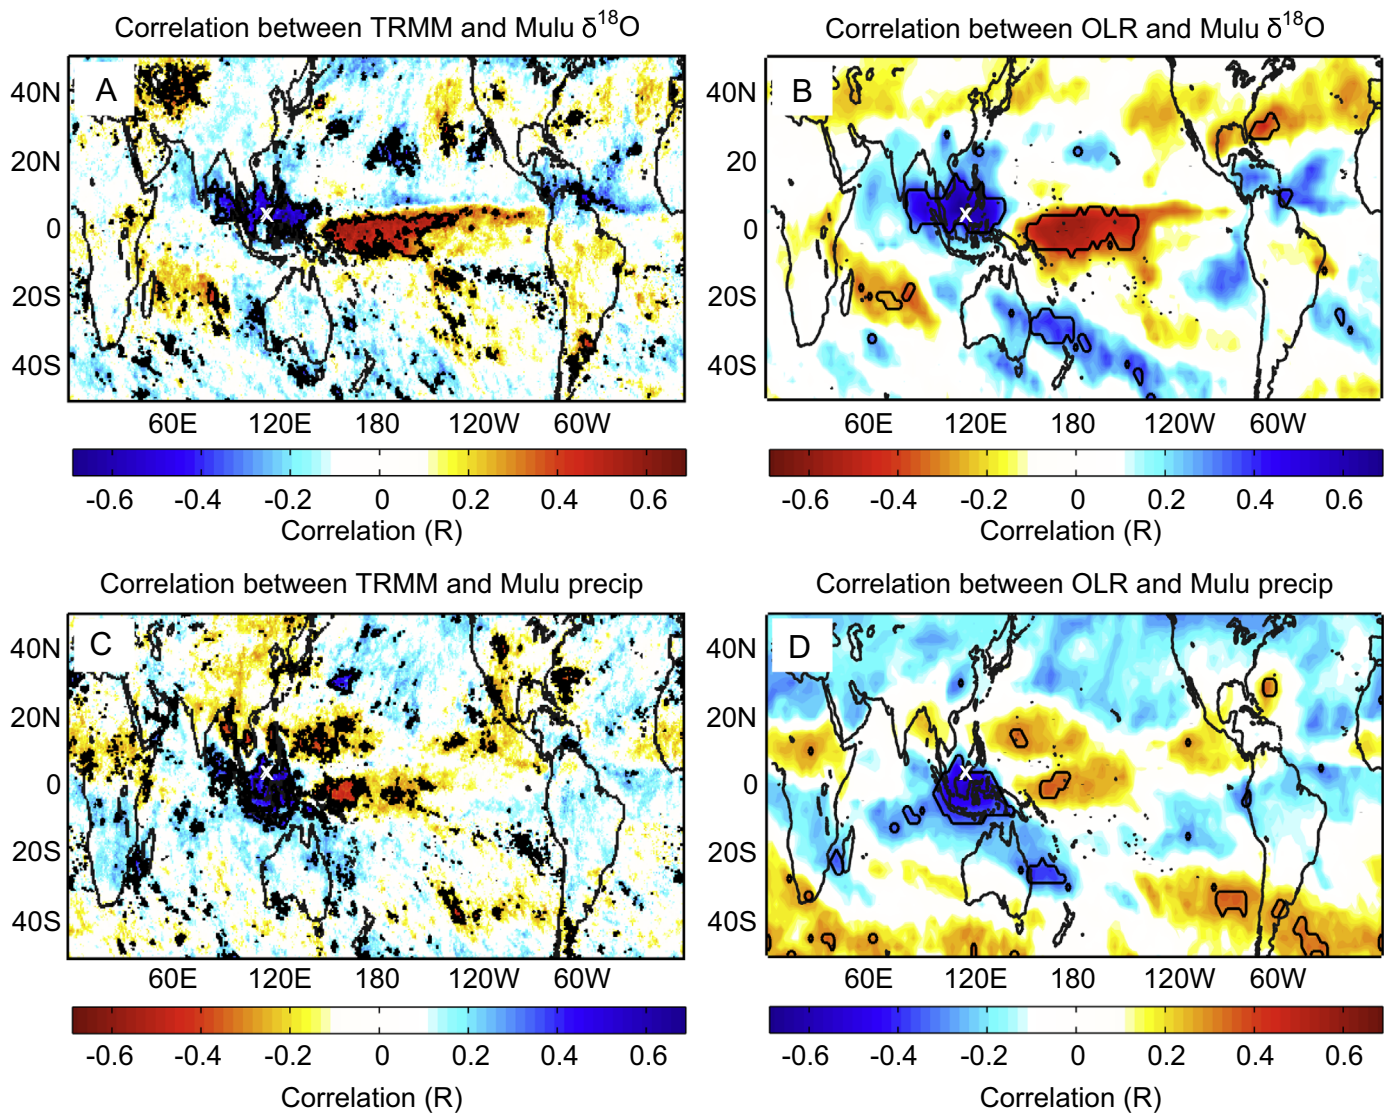 Correlation between TRMM and Mulu δ¹⁸O
Correlation between OLR and Mulu δ¹⁸O
A
40N
20N
0
20S
40S
X
60E 120E 180 120W 60W
-0.6 -0.4 -0.2 0 0.2 0.4 0.6
Correlation (R)
B
40N
20
0
20S
40S
X
60E 120E 180 120W 60W
-0.6 -0.4 -0.2 0 0.2 0.4 0.6
Correlation (R)
Correlation between TRMM and Mulu precip
Correlation between OLR and Mulu precip
C
40N
20N
0
20S
40S
X
60E 120E 180 120W 60W
-0.6 -0.4 -0.2 0 0.2 0.4 0.6
Correlation (R)
D
40N
20N
0
20S
40S
X
60E 120E 180 120W 60W
-0.6 -0.4 -0.2 0 0.2 0.4 0.6
Correlation (R)